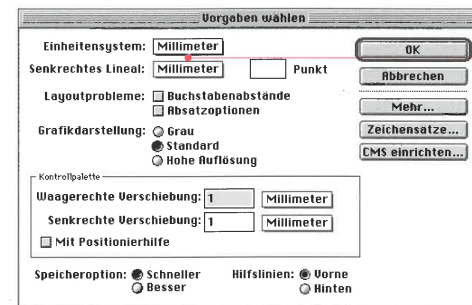 Vorgaben wählen
Einheitensystem: Millimeter
OK
Senkrechtes Lineal: Millimeter Punkt
Abbrechen
Layoutprobleme: Buchstabenabstände
Absatzoptionen
Mehr...
Grafikdarstellung: Grau
Zeichensätze...
Standard
Hohe Auflösung
CMS einrichten...
Kontrollpalette
Waagerechte Verschiebung: 1 Millimeter
Senkrechte Verschiebung: 1 Millimeter
Mit Positionierhilfe
Speicheroption: Schneller Hilfslinien: Vorne
Besser Hinten